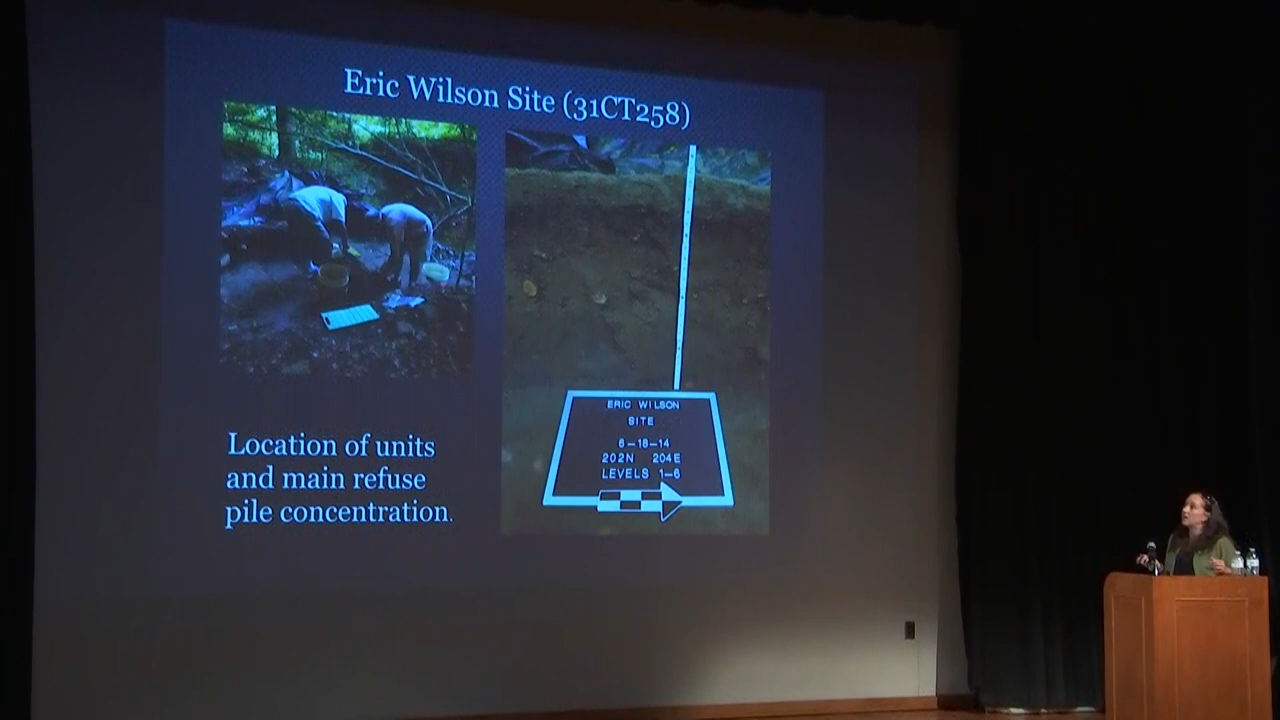 Eric Wilson Site (31CT258)
Location of units
and main refuse
pile concentration.
ERIC WILSON
SITE
6-18-14
202N 204E
LEVELS 1-6